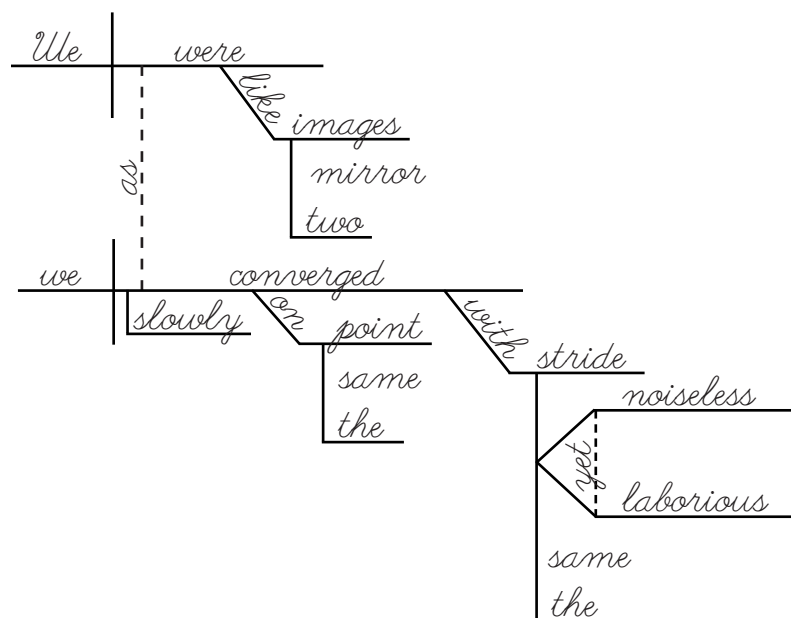 We were
like
images
mirror
as
two
we converged
slowly
on
with
point
stride
same
noiseless
the
yet
laborious
same
the